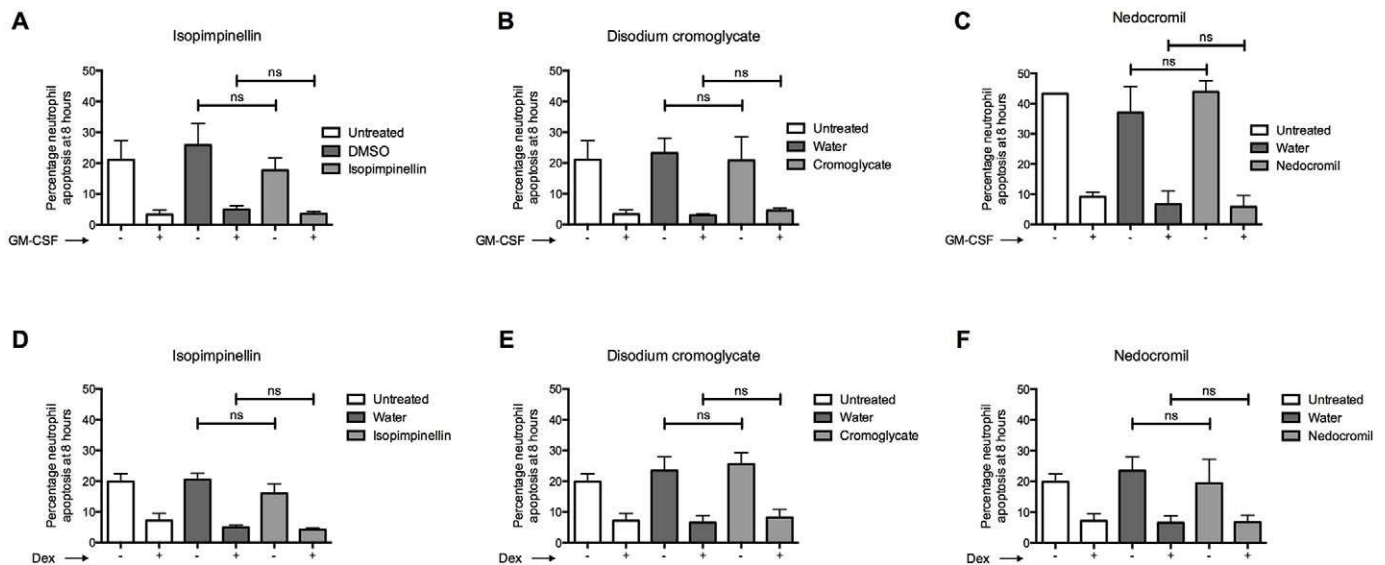 A
Isopimpinellin
Percentage neutrophil
apoptosis at 8 hours
50
40
30
20
10
0
ns
ns
Untreated
DMSO
Isopimpinellin
GM-CSF
- + - + - +
B
Disodium cromoglycate
Percentage neutrophil
apoptosis at 8 hours
50
40
30
20
10
0
ns
ns
Untreated
Water
Cromoglycate
GM-CSF
- + - + - +
C
Nedocromil
Percentage neutrophil
apoptosis at 8 hours
50
40
30
20
10
0
ns
ns
Untreated
Water
Nedocromil
GM-CSF
- + - + - +
D
Isopimpinellin
Percentage neutrophil
apoptosis at 8 hours
50
40
30
20
10
0
ns
ns
Untreated
Water
Isopimpinellin
Dex
- + - + - +
E
Disodium cromoglycate
Percentage neutrophil
apoptosis at 8 hours
50
40
30
20
10
0
ns
ns
Untreated
Water
Cromoglycate
Dex
- + - + - +
F
Nedocromil
Percentage neutrophil
apoptosis at 8 hours
50
40
30
20
10
0
ns
ns
Untreated
Water
Nedocromil
Dex
- + - + - +